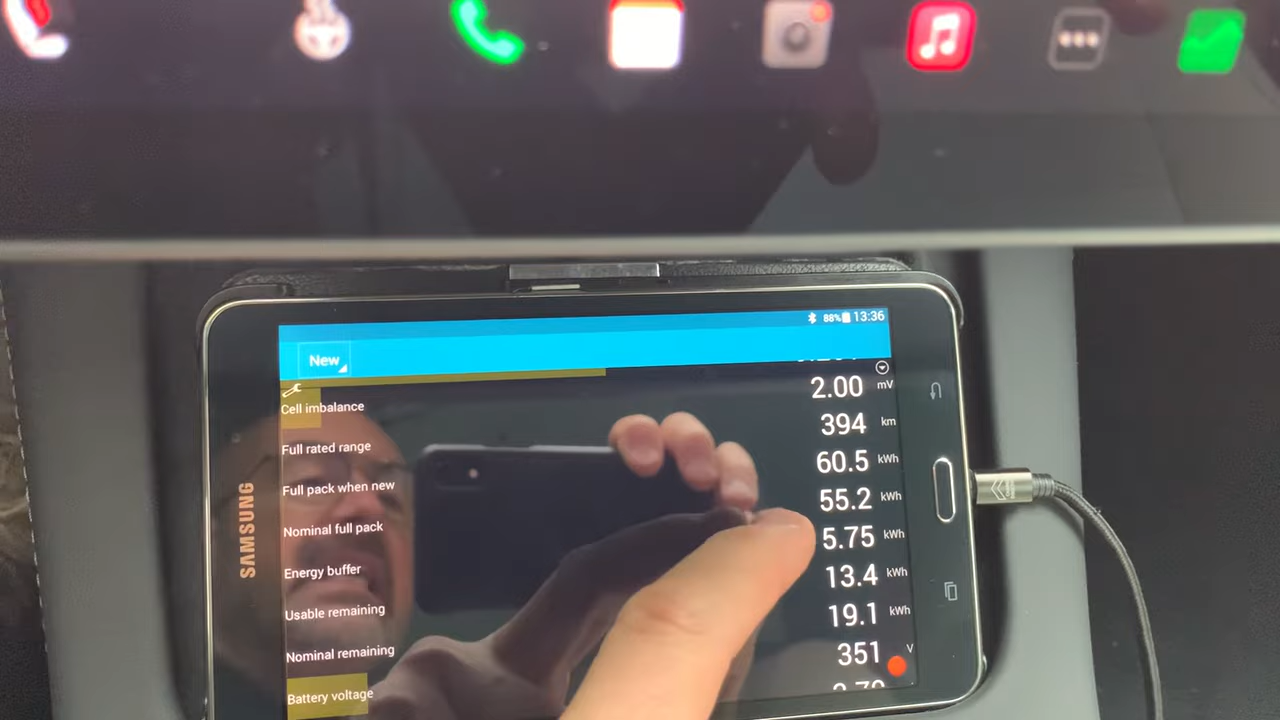 88% 13:36
New
Cell imbalance 2.00 mV
Full rated range 394 km
Full pack when new 60.5 kWh
Nominal full pack 55.2 kWh
Energy buffer 5.75 kWh
Usable remaining 13.4 kWh
Nominal remaining 19.1 kWh
Battery voltage 351 V
SAMSUNG